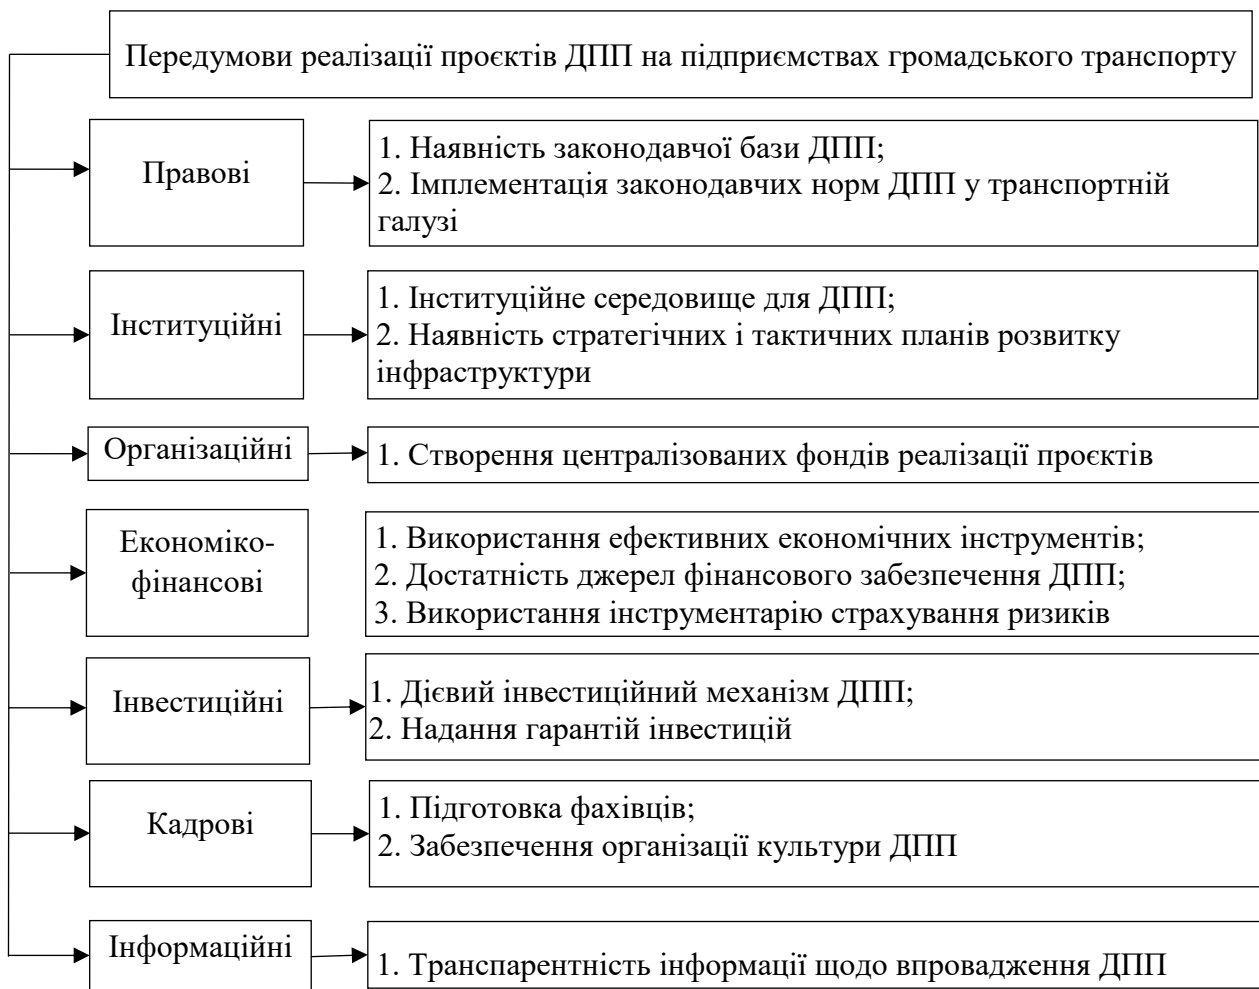 Передумови реалізації проєктів ДПП на підприємствах громадського транспорту
Правові
1. Наявність законодавчої бази ДПП;
2. Імплементація законодавчих норм ДПП у транспортній
галузі
Інституційні
1. Інституційне середовище для ДПП;
2. Наявність стратегічних і тактичних планів розвитку
інфраструктури
Організаційні
1. Створення централізованих фондів реалізації проєктів
Економіко-
фінансові
1. Використання ефективних економічних інструментів;
2. Достатність джерел фінансового забезпечення ДПП;
3. Використання інструментарію страхування ризиків
Інвестиційні
1. Дієвий інвестиційний механізм ДПП;
2. Надання гарантій інвестицій
Кадрові
1. Підготовка фахівців;
2. Забезпечення організації культури ДПП
Інформаційні
1. Транспарентність інформації щодо впровадження ДПП